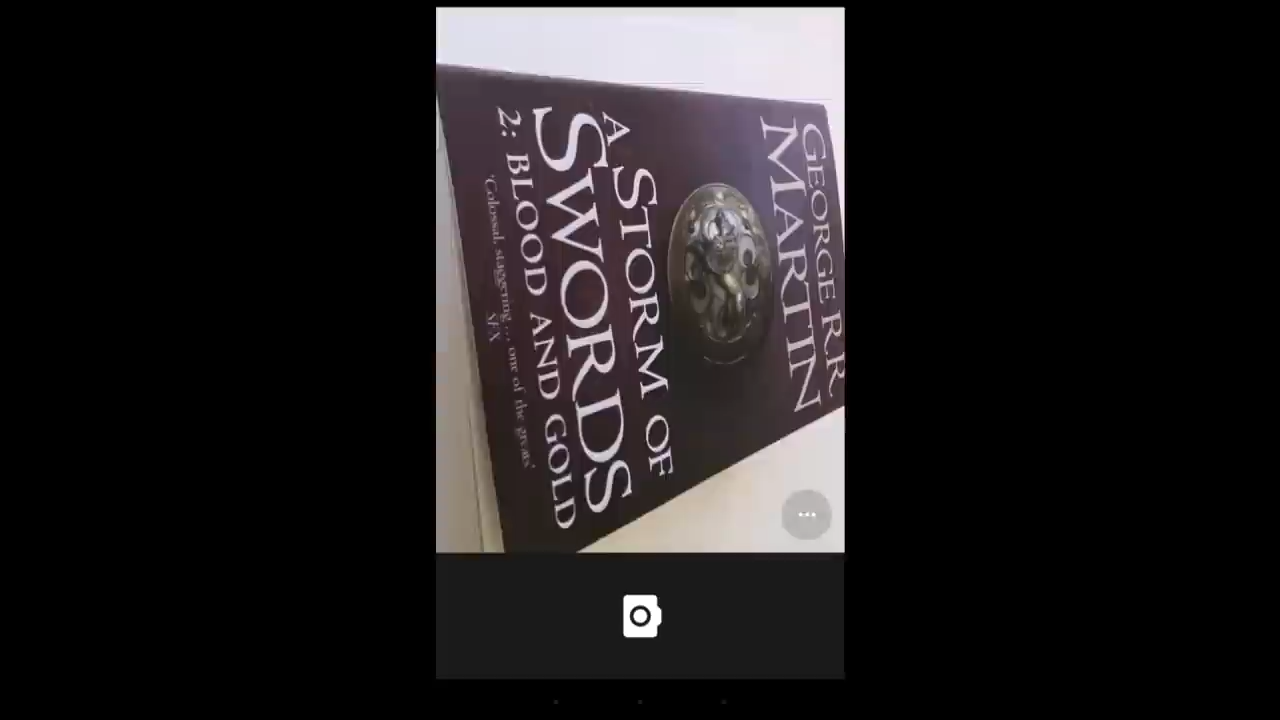 GEORGE R.R.
MARTIN
A STORM OF
SWORDS
2: BLOOD AND GOLD
'Colossal, staggering... one of the greats'
SFX